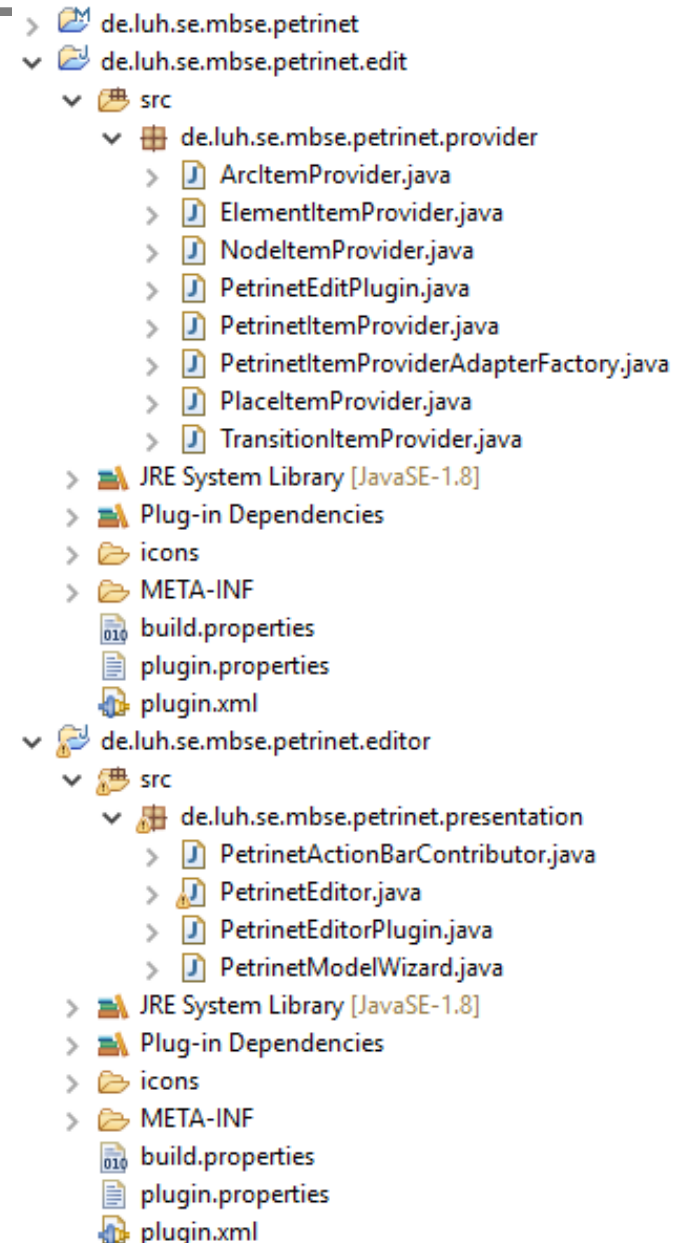 de.luh.se.mbse.petrinet
de.luh.se.mbse.petrinet.edit
src
de.luh.se.mbse.petrinet.provider
ArcItemProvider.java
ElementItemProvider.java
NodeItemProvider.java
PetrinetEditPlugin.java
PetrinetItemProvider.java
PetrinetItemProviderAdapterFactory.java
PlaceItemProvider.java
TransitionItemProvider.java
JRE System Library [JavaSE-1.8]
Plug-in Dependencies
icons
META-INF
build.properties
plugin.properties
plugin.xml
de.luh.se.mbse.petrinet.editor
src
de.luh.se.mbse.petrinet.presentation
PetrinetActionBarContributor.java
PetrinetEditor.java
PetrinetEditorPlugin.java
PetrinetModelWizard.java
JRE System Library [JavaSE-1.8]
Plug-in Dependencies
icons
META-INF
build.properties
plugin.properties
plugin.xml